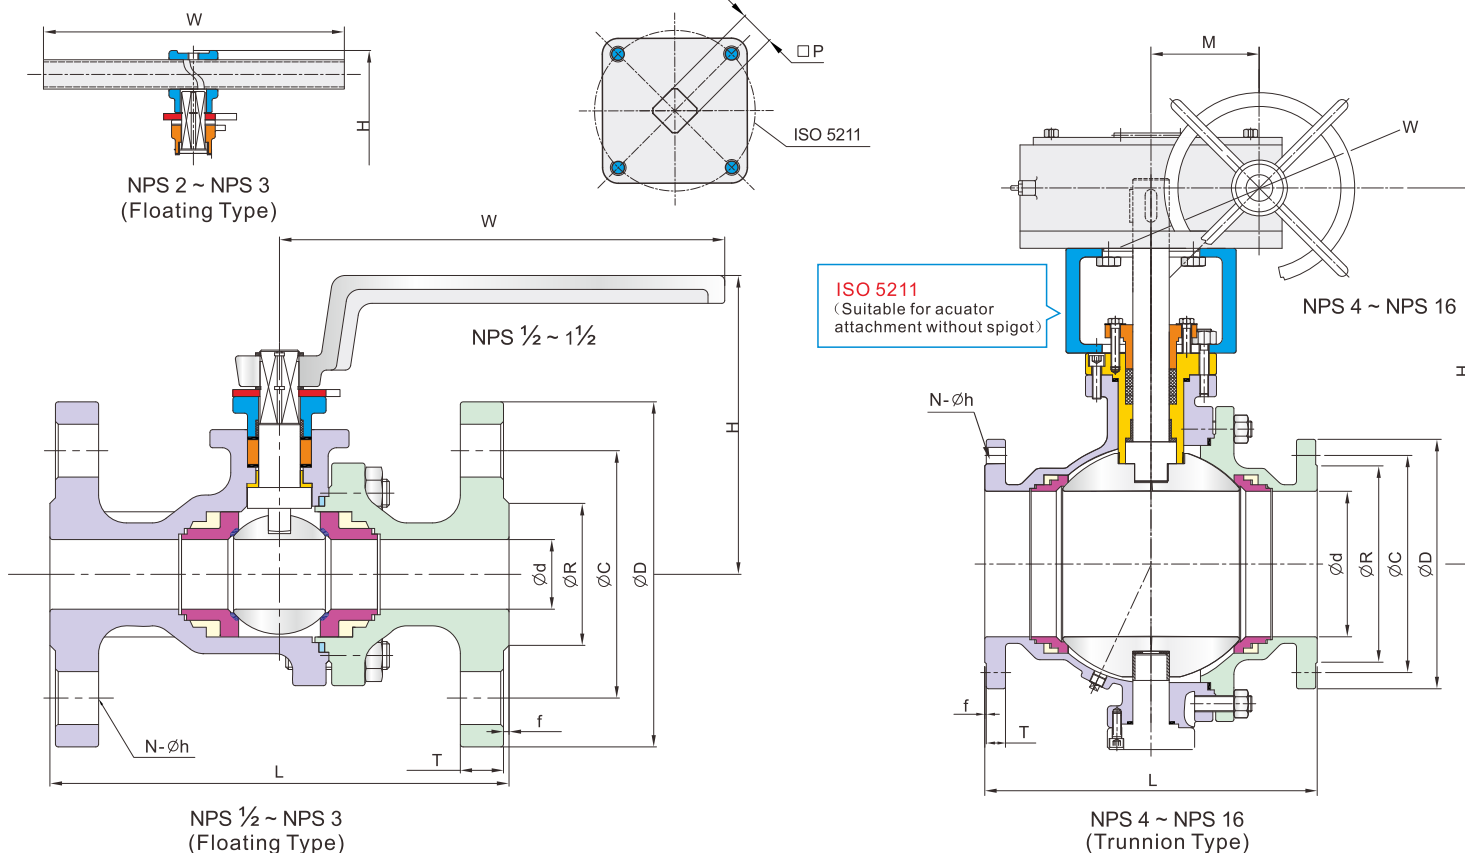 W
H
NPS 2 ~ NPS 3
(Floating Type)
□P
ISO 5211
M
W
W
NPS ½ ~ 1½
H
ISO 5211
(Suitable for acuator
attachment without spigot)
NPS 4 ~ NPS 16
H
N-Øh
Ød
ØR
ØC
ØD
Ød
ØR
ØC
ØD
f
T
N-Øh
L
f
T
L
NPS ½ ~ NPS 3
(Floating Type)
NPS 4 ~ NPS 16
(Trunnion Type)